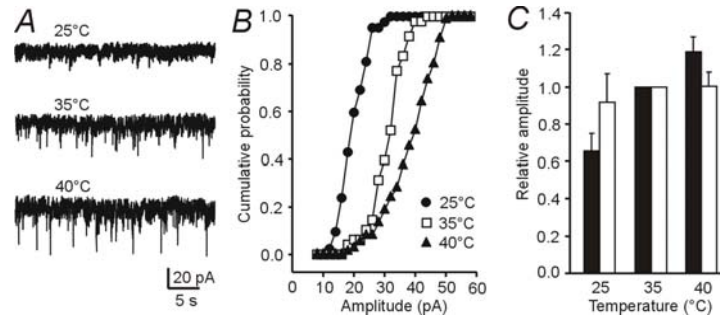 A
25°C
35°C
40°C
20 pA
5 s
B
Cumulative probability
1.0
0.8
0.6
0.4
0.2
0.0
0 10 20 30 40 50 60
Amplitude (pA)
25°C
35°C
40°C
C
Relative amplitude
1.4
1.2
1.0
0.8
0.6
0.4
0.2
0.0
25 35 40
Temperature (°C)